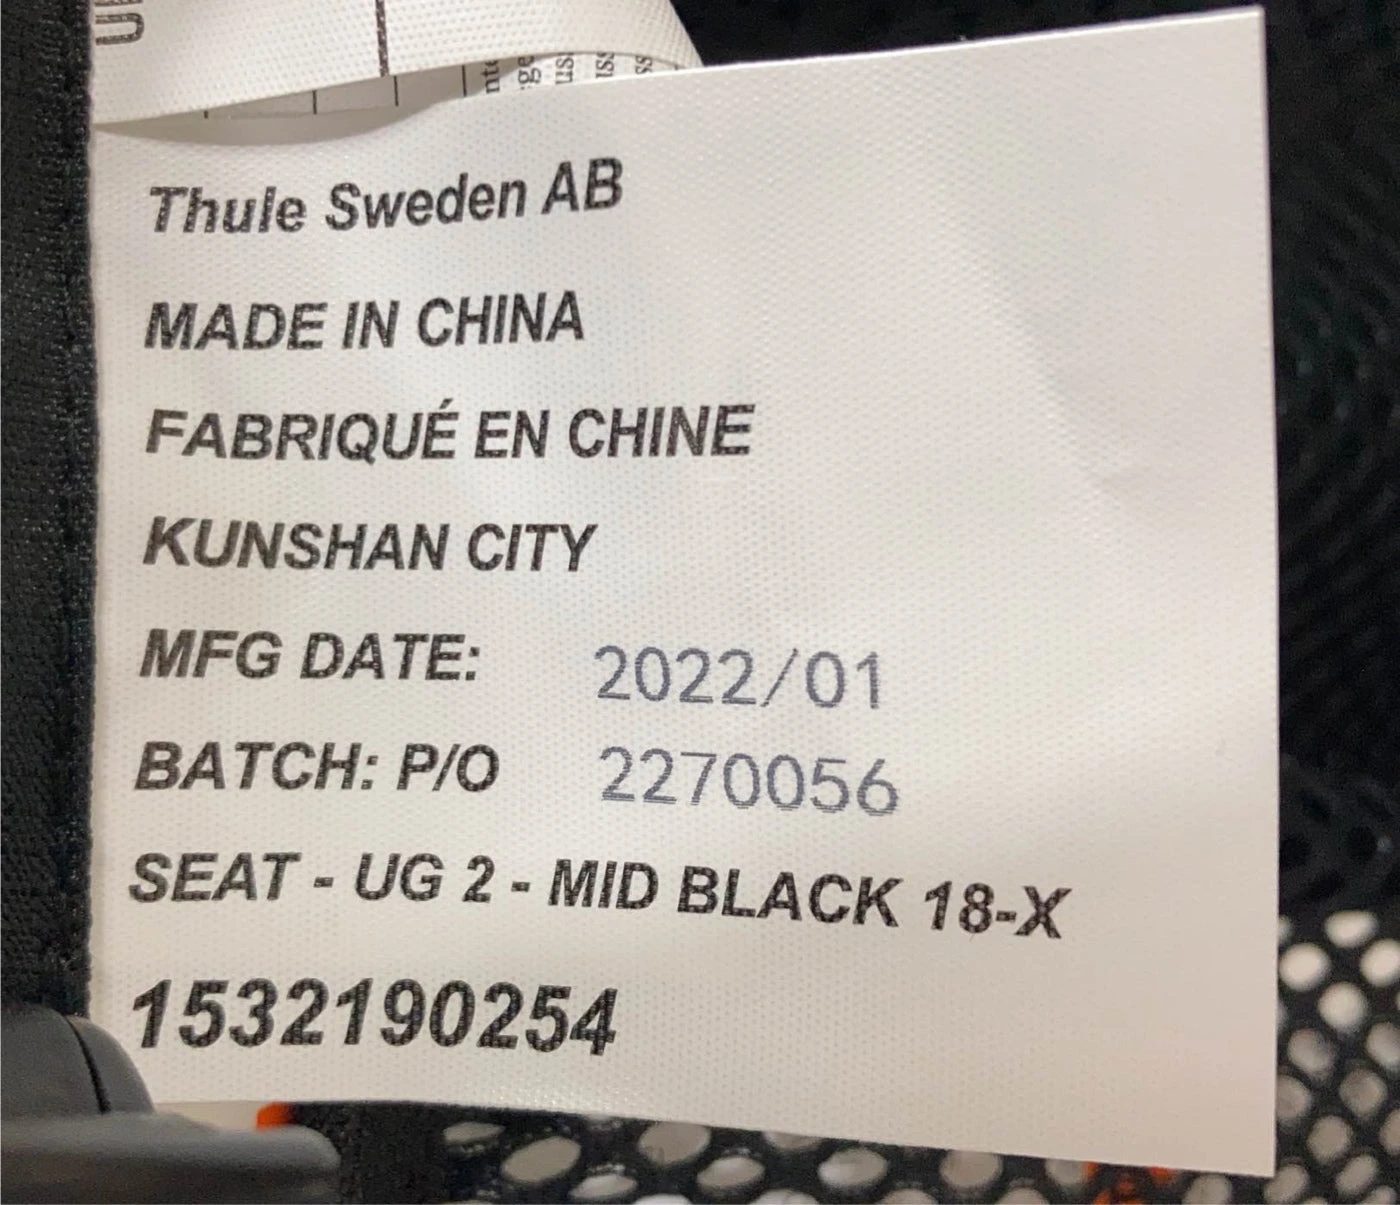 Thule Sweden AB
MADE IN CHINA
FABRIQUÉ EN CHINE
KUNSHAN CITY
MFG DATE: 2022/01
BATCH: P/O 2270056
SEAT - UG 2 - MID BLACK 18-X
1532190254